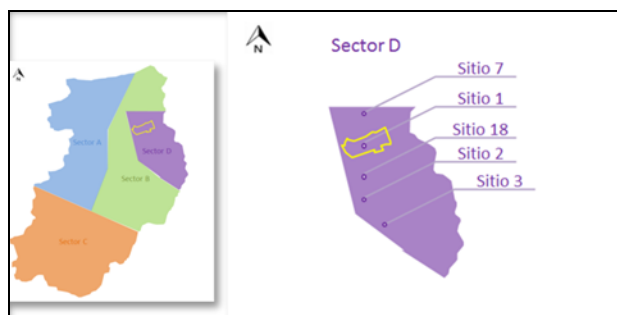 N
Sector A
Sector D
Sector B
Sector C
N
Sector D
Sitio 7
Sitio 1
Sitio 18
Sitio 2
Sitio 3